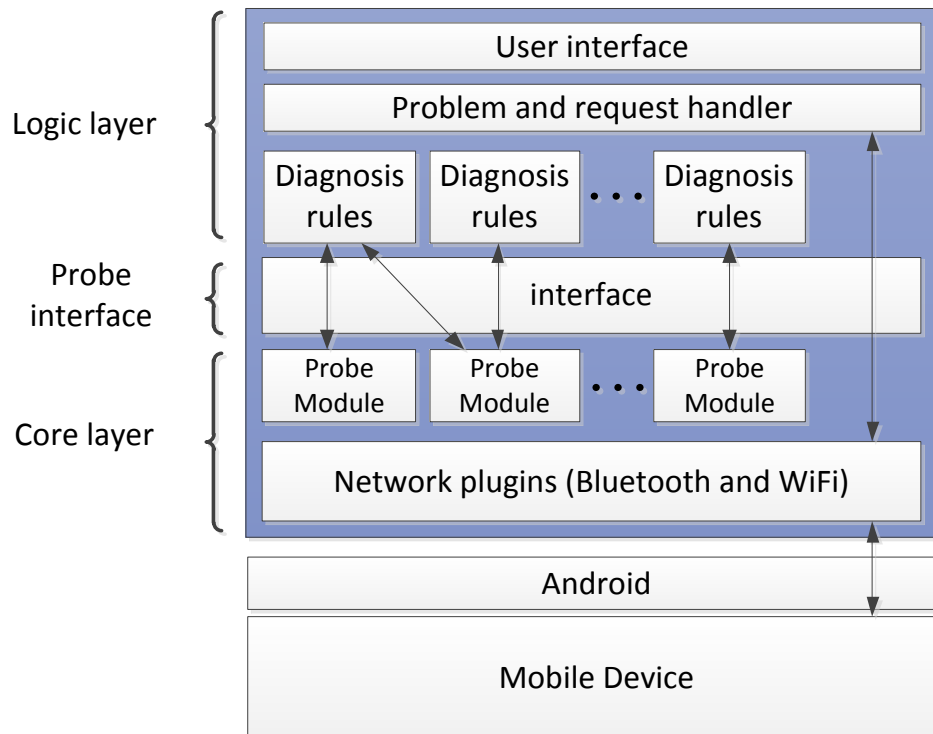 User interface
Logic layer
Problem and request handler
Diagnosis
rules
Diagnosis
rules
...
Diagnosis
rules
Probe
interface
interface
Core layer
Probe
Module
Probe
Module
...
Probe
Module
Network plugins (Bluetooth and WiFi)
Android
Mobile Device